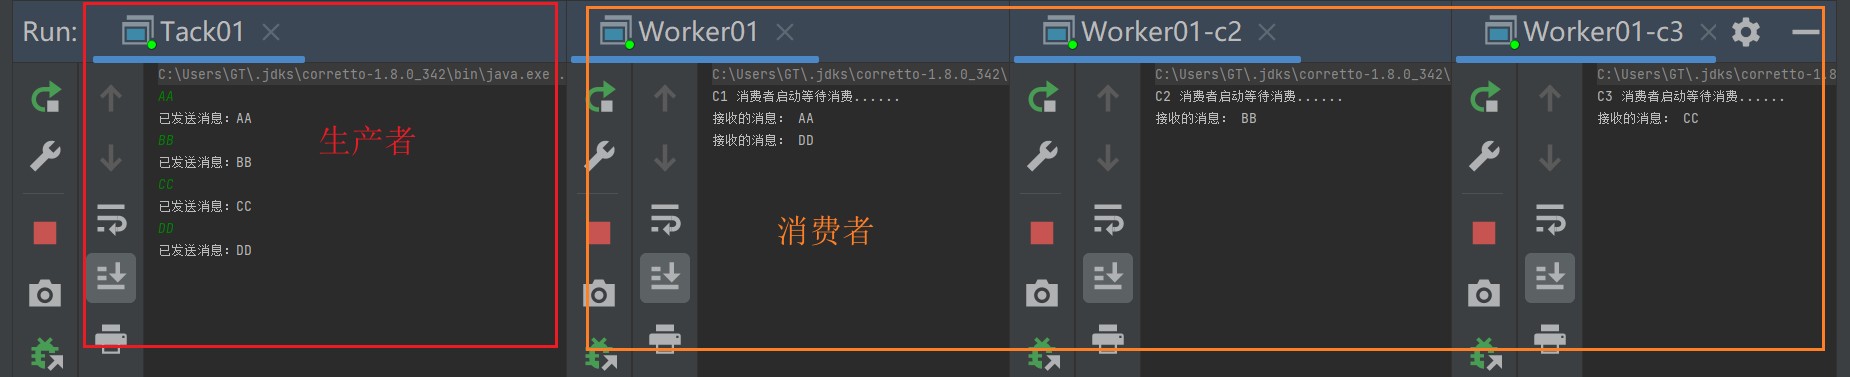 Run:
Tack01
C:\Users\GT\.jdks\corretto-1.8.0_342\bin\java.exe .
AA
已发送消息：AA
BB
已发送消息：BB
CC
已发送消息：CC
DD
已发送消息：DD
生产者
Worker01
C:\Users\GT\.jdks\corretto-1.8.0_342\
C1 消费者启动等待消费......
接收的消息： AA
接收的消息： DD
消费者
Worker01-c2
C:\Users\GT\.jdks\corretto-1.8.0_342\
C2 消费者启动等待消费......
接收的消息： BB
Worker01-c3
C:\Users\GT\.jdks\corretto-1.8
C3 消费者启动等待消费......
接收的消息： CC